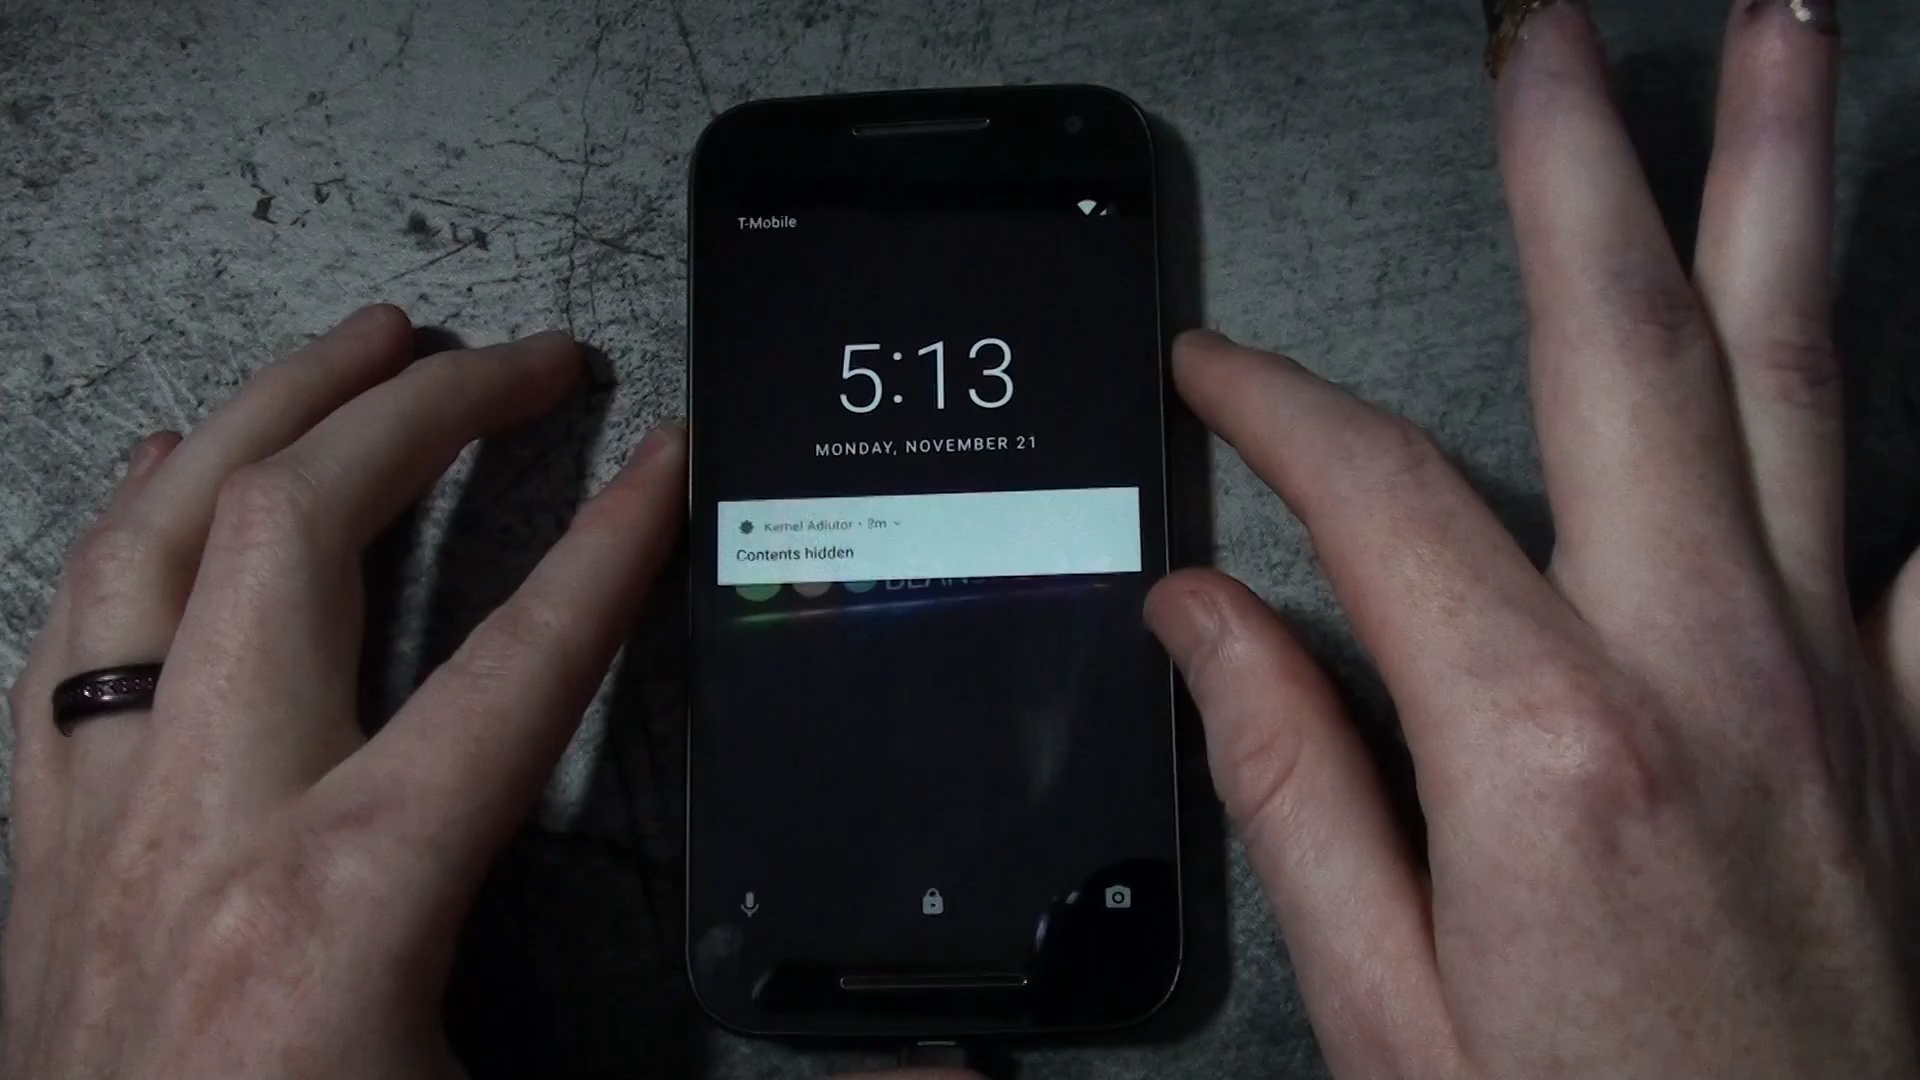 T-Mobile
5:13
MONDAY, NOVEMBER 21
Kernel Adiutor • 2m
Contents hidden